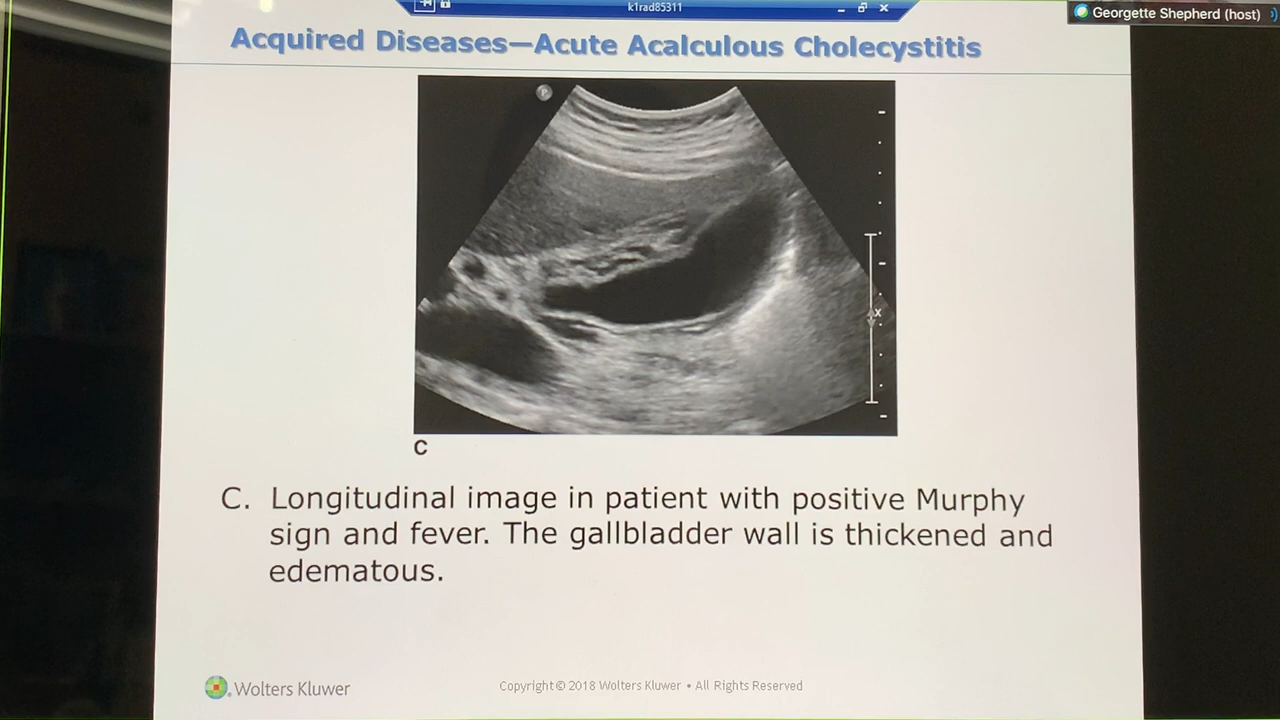 k1rad85311
Georgette Shepherd (host)
Acquired Diseases—Acute Acalculous Cholecystitis
P
x
C
C. Longitudinal image in patient with positive Murphy
sign and fever. The gallbladder wall is thickened and
edematous.
Wolters Kluwer
Copyright © 2018 Wolters Kluwer • All Rights Reserved